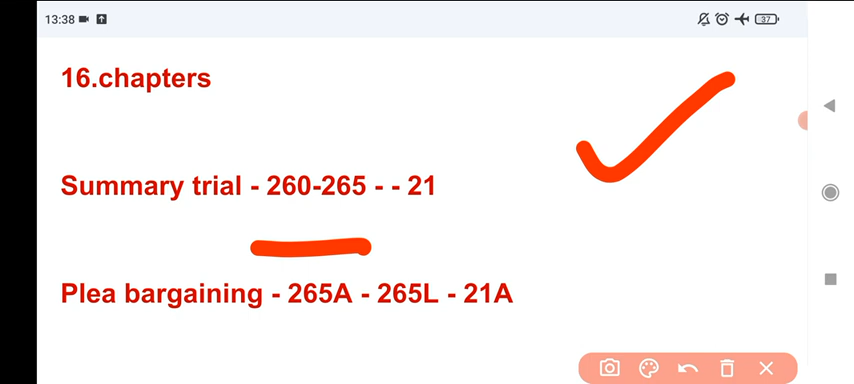 13:38
37
16.chapters
Summary trial - 260-265 - - 21
Plea bargaining - 265A - 265L - 21A